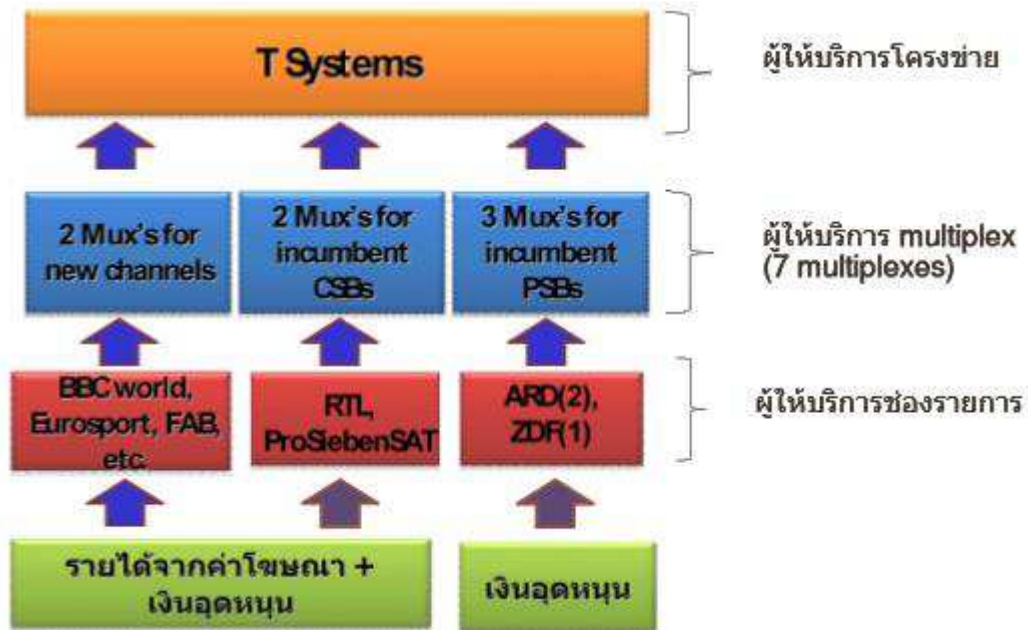 T Systems
ผู้ให้บริการโครงข่าย
2 Mux's for
new channels
2 Mux's for
incumbent
CSBs
3 Mux's for
incumbent
PSBs
ผู้ให้บริการ multiplex
(7 multiplexes)
BBC world,
Eurosport, FAB,
etc.
RTL,
ProSiebenSAT
ARD(2),
ZDF(1)
ผู้ให้บริการช่องรายการ
รายได้จากค่าโฆษณา +
เงินอุดหนุน
เงินอุดหนุน